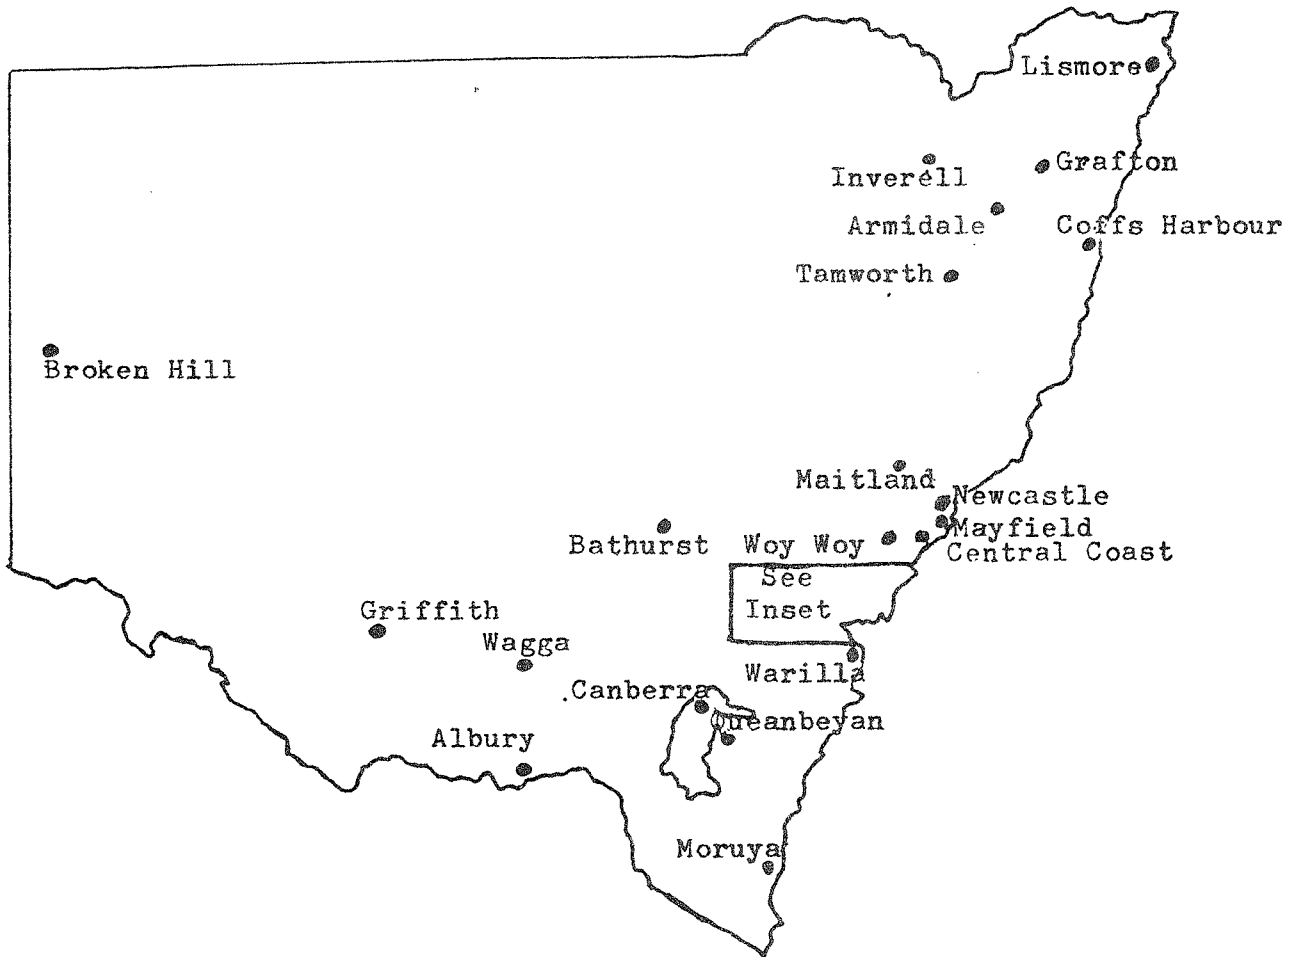 Lismore
Grafton
Inverell
Armidale
Coffs Harbour
Tamworth
Broken Hill
Maitland
Newcastle
Mayfield
Bathurst
Woy Woy
Central Coast
See
Inset
Griffith
Wagga
Warilla
.Canberra
Queanbeyan
Albury
Moruya